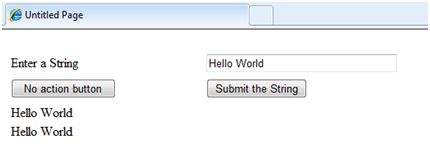 Untitled Page
Enter a String Hello World
No action button Submit the String
Hello World
Hello World